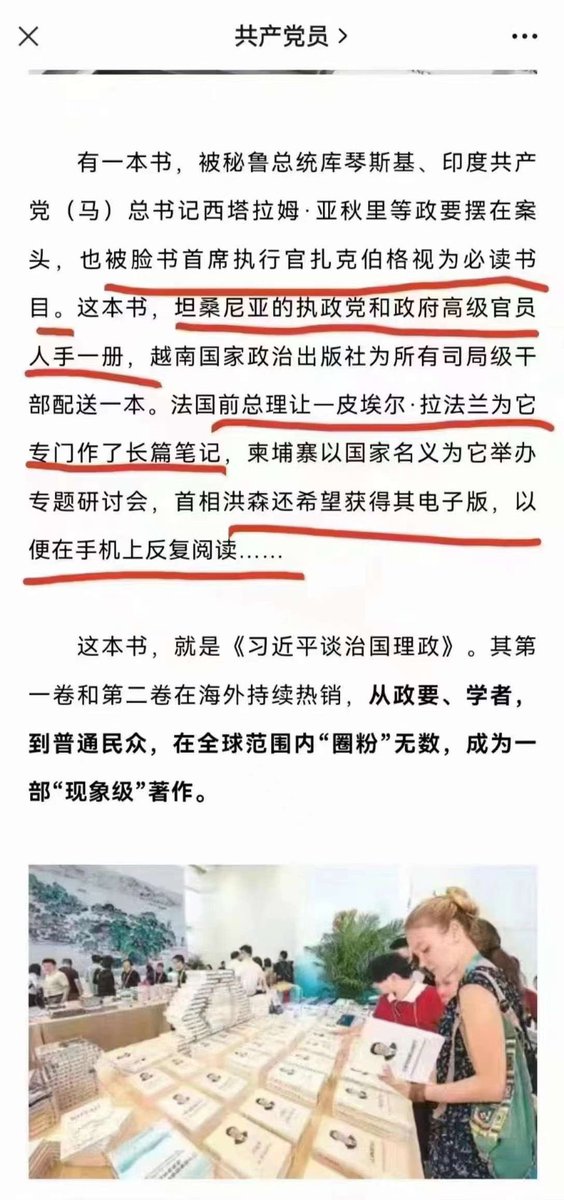 共产党员
有一本书，被秘鲁总统库琴斯基、印度共产
党（马）总书记西塔拉姆·亚秋里等政要摆在案
头，也被脸书首席执行官扎克伯格视为必读书
目。这本书，坦桑尼亚的执政党和政府高级官员
人手一册，越南国家政治出版社为所有司局级干
部配送一本。法国前总理让一皮埃尔·拉法兰为它
专门作了长篇笔记，柬埔寨以国家名义为它举办
专题研讨会，首相洪森还希望获得其电子版，以
便在手机上反复阅读……
这本书，就是《习近平谈治国理政》。其第
一卷和第二卷在海外持续热销，从政要、学者，
到普通民众，在全球范围内“圈粉”无数，成为一
部“现象级”著作。